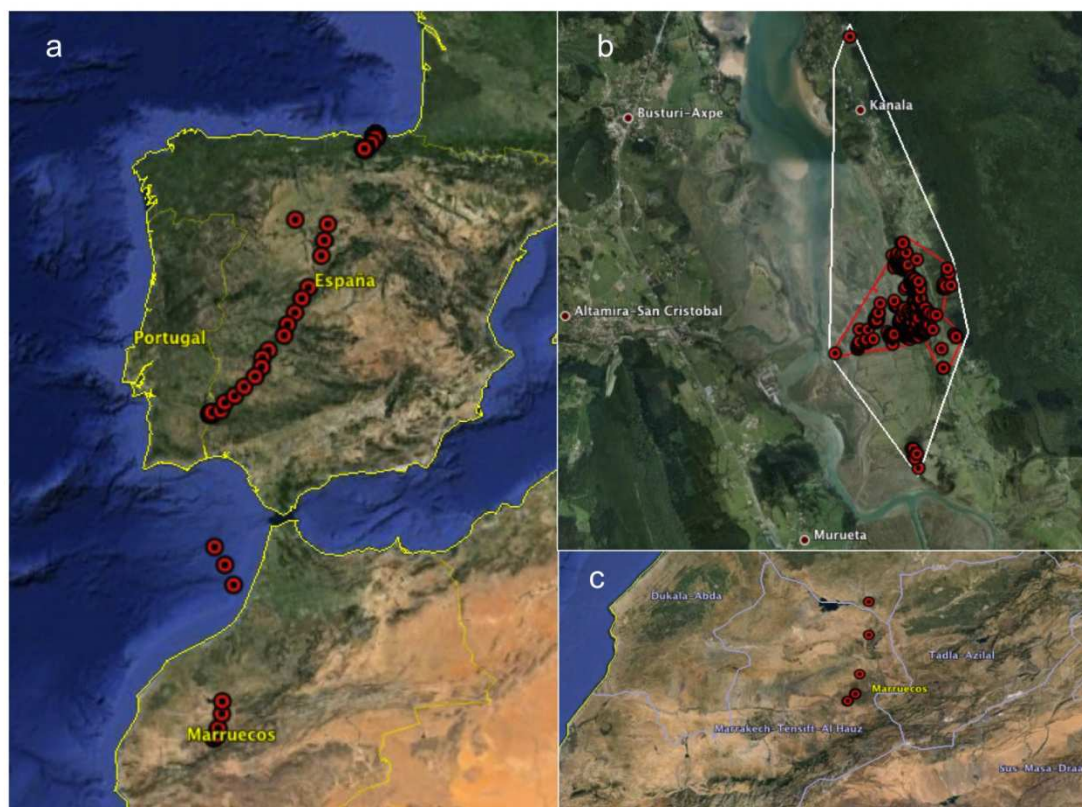 a
España
Portugal
Marruecos
b
Busturi-Axpe
Kanala
Altamira-San Cristobal
Murueta
c
Dukala-Abda
Tadla-Azilal
Marruecos
Marrakech-Tensift-Al Hauz
Sus-Masa-Draa